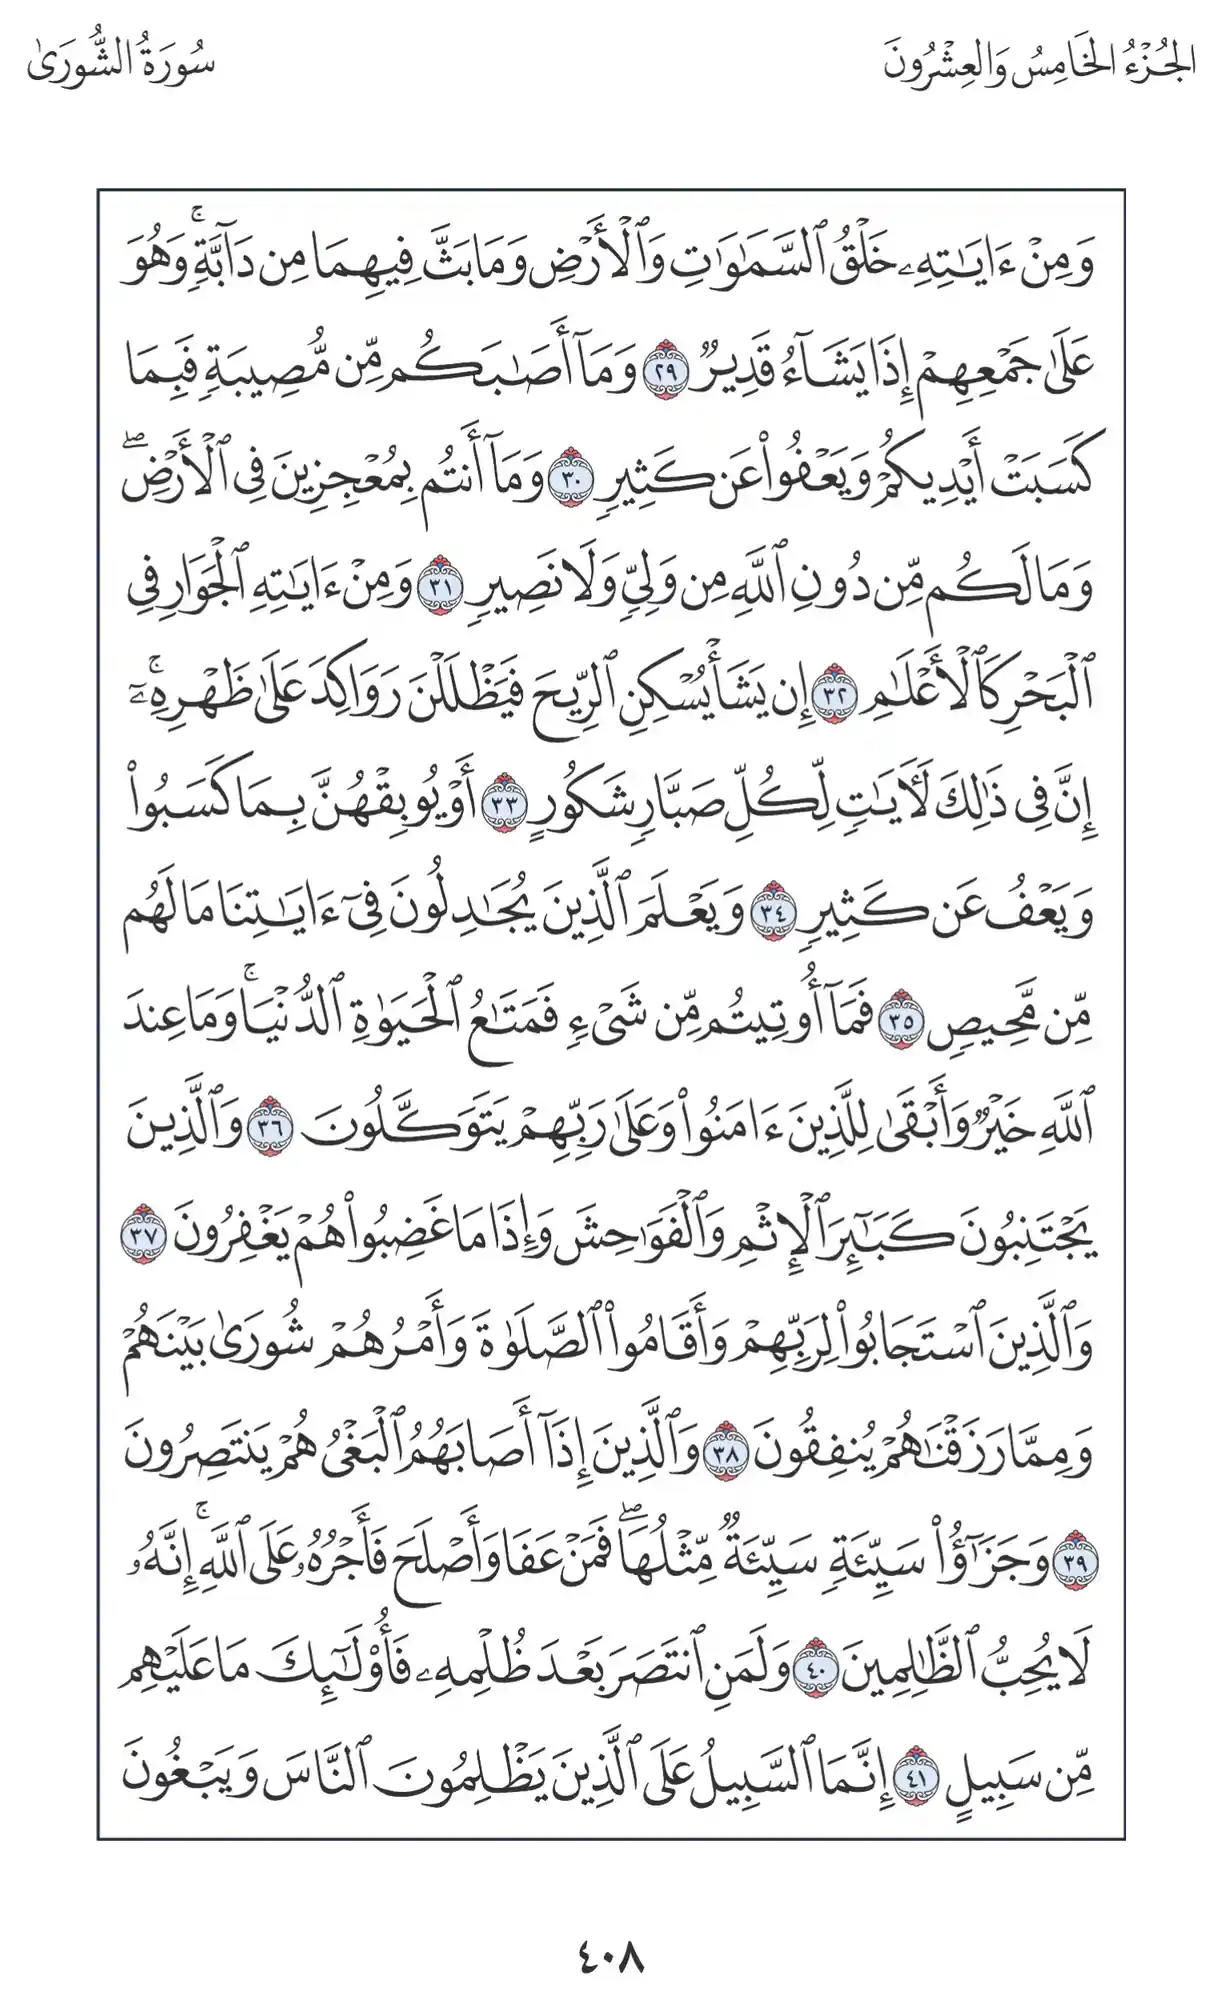 الجُزْءُ الخَامِسُ وَالعِشْرُونَ
سُورَةُ الشُّورَىٰ
وَمِنْ ءَايَٰتِهِۦ خَلْقُ ٱلسَّمَٰوَٰتِ وَٱلْأَرْضِ وَمَا بَثَّ فِيهِمَا مِن دَآبَّةٍۚ وَهُوَ
عَلَىٰ جَمْعِهِمْ إِذَا يَشَآءُ قَدِيرٌ ٢٩ وَمَآ أَصَٰبَكُم مِّن مُّصِيبَةٍ فَبِمَا
كَسَبَتْ أَيْدِيكُمْ وَيَعْفُوا۟ عَن كَثِيرٍ ٣٠ وَمَآ أَنتُم بِمُعْجِزِينَ فِى ٱلْأَرْضِۖ
وَمَا لَكُم مِّن دُونِ ٱللَّهِ مِن وَلِىٍّ وَلَا نَصِيرٍ ٣١ وَمِنْ ءَايَٰتِهِ ٱلْجَوَارِ فِى
ٱلْبَحْرِ كَٱلْأَعْلَٰمِ ٣٢ إِن يَشَأْ يُسْكِنِ ٱلرِّيحَ فَيَظْلَلْنَ رَوَاكِدَ عَلَىٰ ظَهْرِهِۦٓۚ
إِنَّ فِى ذَٰلِكَ لَءَايَٰتٍ لِّكُلِّ صَبَّارٍ شَكُورٍ ٣٣ أَوْ يُوبِقْهُنَّ بِمَا كَسَبُوا۟
وَيَعْفُ عَن كَثِيرٍ ٣٤ وَيَعْلَمَ ٱلَّذِينَ يُجَٰدِلُونَ فِىٓ ءَايَٰتِنَا مَا لَهُم
مِّن مَّحِيصٍ ٣٥ فَمَآ أُوتِيتُم مِّن شَىْءٍ فَمَتَٰعُ ٱلْحَيَوٰةِ ٱلدُّنْيَاۚ وَمَا عِندَ
ٱللَّهِ خَيْرٌ وَأَبْقَىٰ لِلَّذِينَ ءَامَنُوا۟ وَعَلَىٰ رَبِّهِمْ يَتَوَكَّلُونَ ٣٦ وَٱلَّذِينَ
يَجْتَنِبُونَ كَبَٰٓئِرَ ٱلْإِثْمِ وَٱلْفَوَٰحِشَ وَإِذَا مَا غَضِبُوا۟ هُمْ يَغْفِرُونَ ٣٧
وَٱلَّذِينَ ٱسْتَجَابُوا۟ لِرَبِّهِمْ وَأَقَامُوا۟ ٱلصَّلَوٰةَ وَأَمْرُهُمْ شُورَىٰ بَيْنَهُمْ
وَمِمَّا رَزَقْنَٰهُمْ يُنفِقُونَ ٣٨ وَٱلَّذِينَ إِذَآ أَصَابَهُمُ ٱلْبَغْىُ هُمْ يَنتَصِرُونَ
٣٩ وَجَزَٰٓؤُا۟ سَيِّئَةٍ سَيِّئَةٌ مِّثْلُهَاۖ فَمَنْ عَفَا وَأَصْلَحَ فَأَجْرُهُۥ عَلَى ٱللَّهِۚ إِنَّهُۥ
لَا يُحِبُّ ٱلظَّٰلِمِينَ ٤٠ وَلَمَنِ ٱنتَصَرَ بَعْدَ ظُلْمِهِۦ فَأُو۟لَٰٓئِكَ مَا عَلَيْهِم
مِّن سَبِيلٍ ٤١ إِنَّمَا ٱلسَّبِيلُ عَلَى ٱلَّذِينَ يَظْلِمُونَ ٱلنَّاسَ وَيَبْغُونَ
٤٠٨